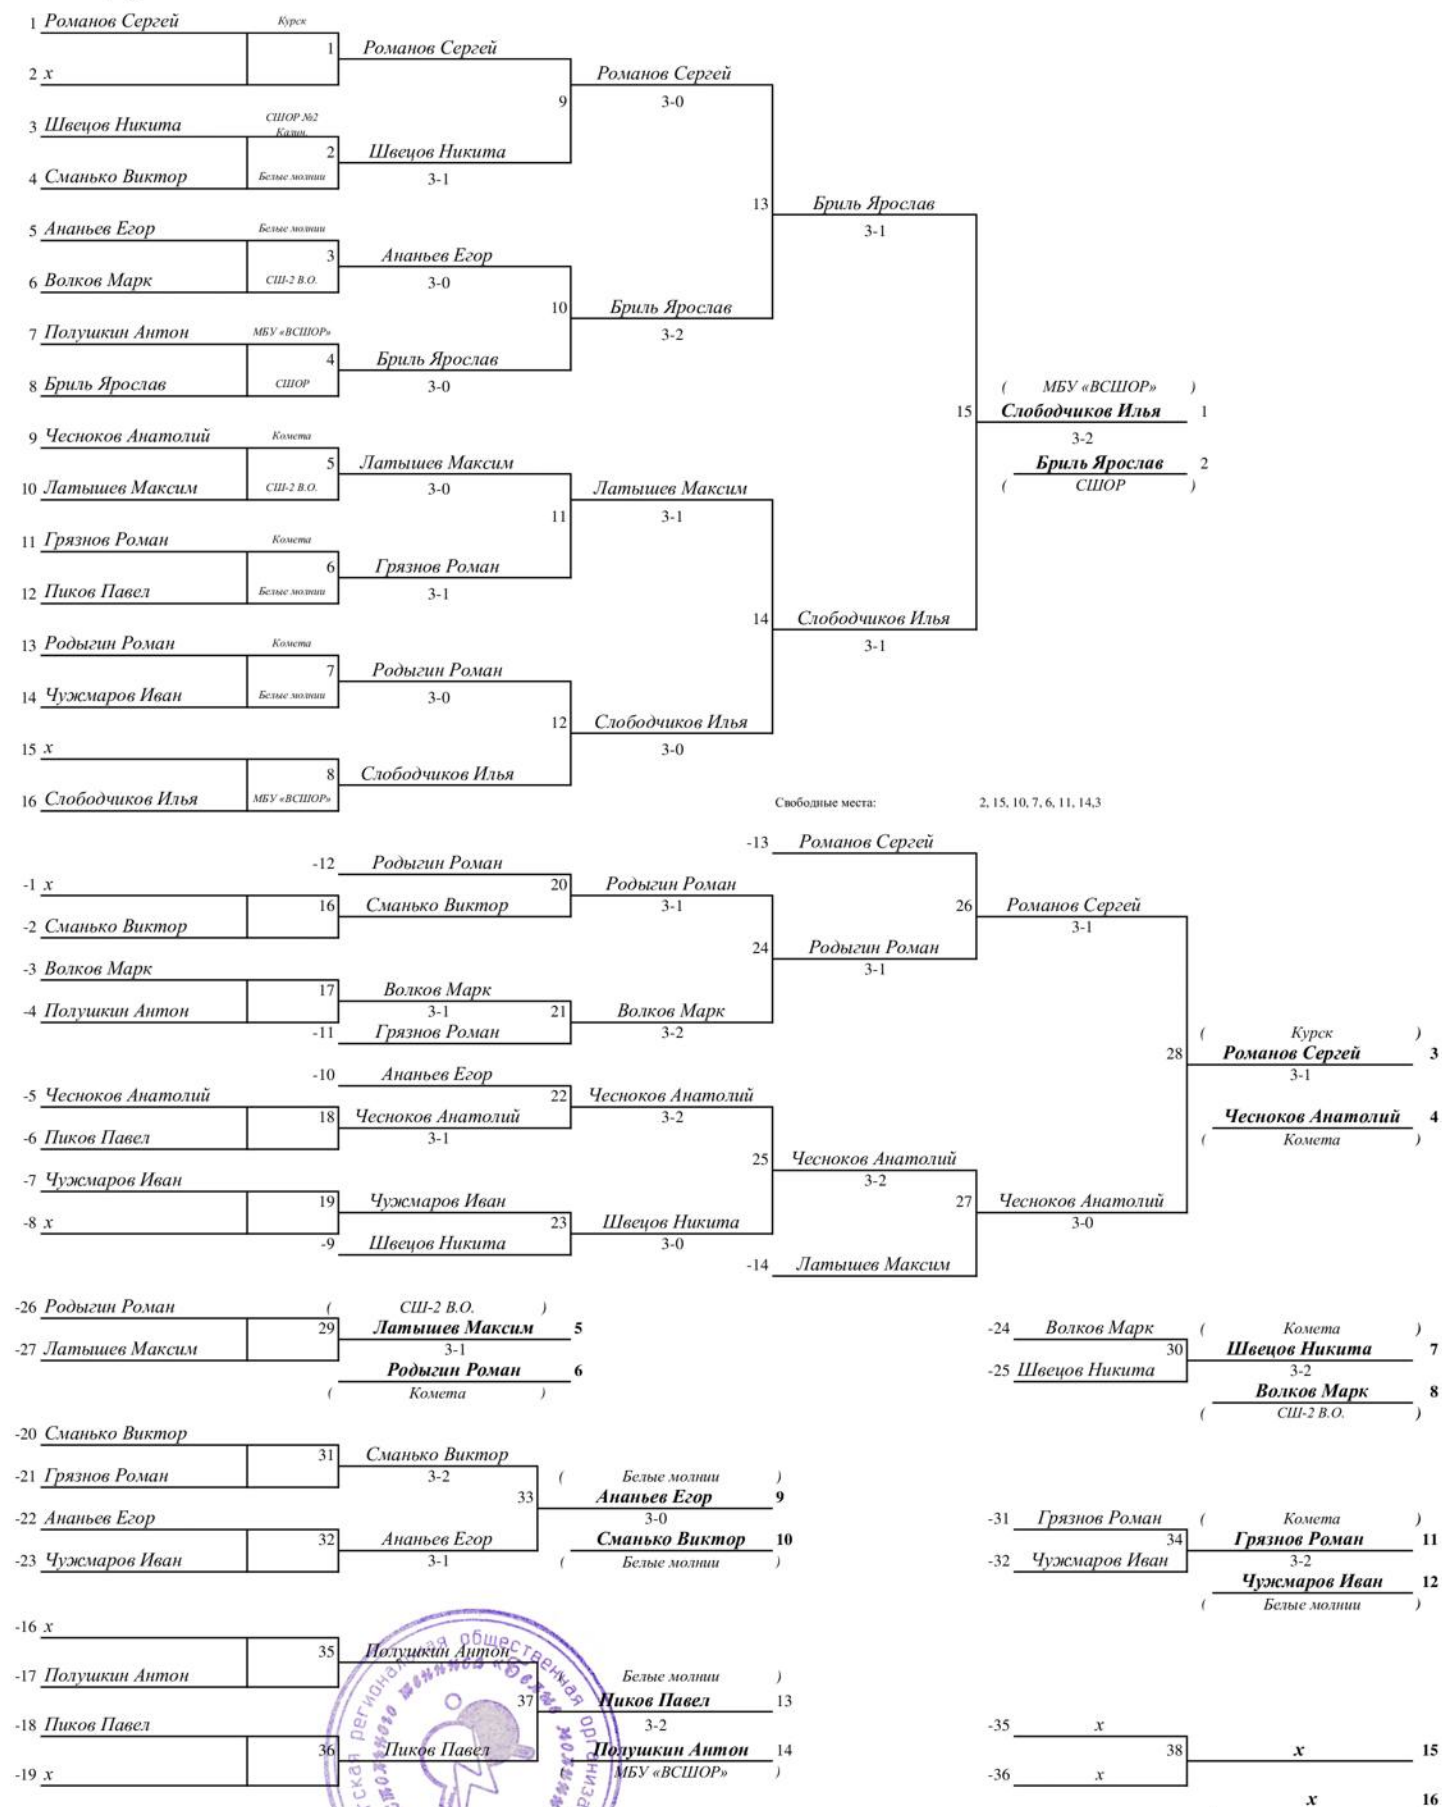 1 Романов Сергей Курск
1 Романов Сергей
2 x Романов Сергей
9 3-0
3 Швецов Никита СШОР №2 Калин.
2 Швецов Никита
4 Сманько Виктор Белые молнии 3-1
13 Бриль Ярослав
5 Ананьев Егор Белые молнии 3-1
3 Ананьев Егор
6 Волков Марк СШ-2 В.О. 3-0
10 Бриль Ярослав
7 Полушкин Антон МБУ «ВСШОР» 3-2
4 Бриль Ярослав
8 Бриль Ярослав СШОР 3-0
( МБУ «ВСШОР» )
15 Слободчиков Илья 1
9 Чесноков Анатолий Комета 3-2
5 Латышев Максим Бриль Ярослав 2
10 Латышев Максим СШ-2 В.О. 3-0 Латышев Максим ( СШОР )
11 3-1
11 Грязнов Роман Комета
6 Грязнов Роман
12 Пиков Павел Белые молнии 3-1
14 Слободчиков Илья
13 Родыгин Роман Комета 3-1
7 Родыгин Роман
14 Чужмаров Иван Белые молнии 3-0
12 Слободчиков Илья
15 x 3-0
8 Слободчиков Илья
16 Слободчиков Илья МБУ «ВСШОР»
Свободные места: 2, 15, 10, 7, 6, 11, 14,3
-13 Романов Сергей
-12 Родыгин Роман
-1 x 20 Родыгин Роман
16 Сманько Виктор 3-1 26 Романов Сергей
-2 Сманько Виктор 3-1
24 Родыгин Роман
-3 Волков Марк 3-1
17 Волков Марк
-4 Полушкин Антон 3-1 21 Волков Марк
-11 Грязнов Роман 3-2 ( Курск )
28 Романов Сергей 3
-10 Ананьев Егор 3-1
-5 Чесноков Анатолий 22 Чесноков Анатолий
18 Чесноков Анатолий 3-2 Чесноков Анатолий 4
-6 Пиков Павел 3-1 ( Комета )
25 Чесноков Анатолий
-7 Чужмаров Иван 3-2
19 Чужмаров Иван 27 Чесноков Анатолий
-8 x 23 Швецов Никита 3-0
-9 Швецов Никита 3-0
-14 Латышев Максим
-26 Родыгин Роман ( СШ-2 В.О. )
29 Латышев Максим 5 -24 Волков Марк ( Комета )
-27 Латышев Максим 3-1 30 Швецов Никита 7
Родыгин Роман 6 -25 Швецов Никита 3-2
( Комета ) Волков Марк 8
( СШ-2 В.О. )
-20 Сманько Виктор
31 Сманько Виктор
-21 Грязнов Роман 3-2 ( Белые молнии )
33 Ананьев Егор 9
-22 Ананьев Егор 3-0 -31 Грязнов Роман ( Комета )
32 Ананьев Егор Сманько Виктор 10 34 Грязнов Роман 11
-23 Чужмаров Иван 3-1 ( Белые молнии ) -32 Чужмаров Иван 3-2
Чужмаров Иван 12
( Белые молнии )
-16 x
35 Полушкин Антон
-17 Полушкин Антон Белые молнии )
37 Пиков Павел 13
-18 Пиков Павел 3-2 -35 x
36 Пиков Павел Полушкин Антон 14 38 x 15
-19 x МБУ «ВСШОР» ) -36 x
x 16
региональная общественная